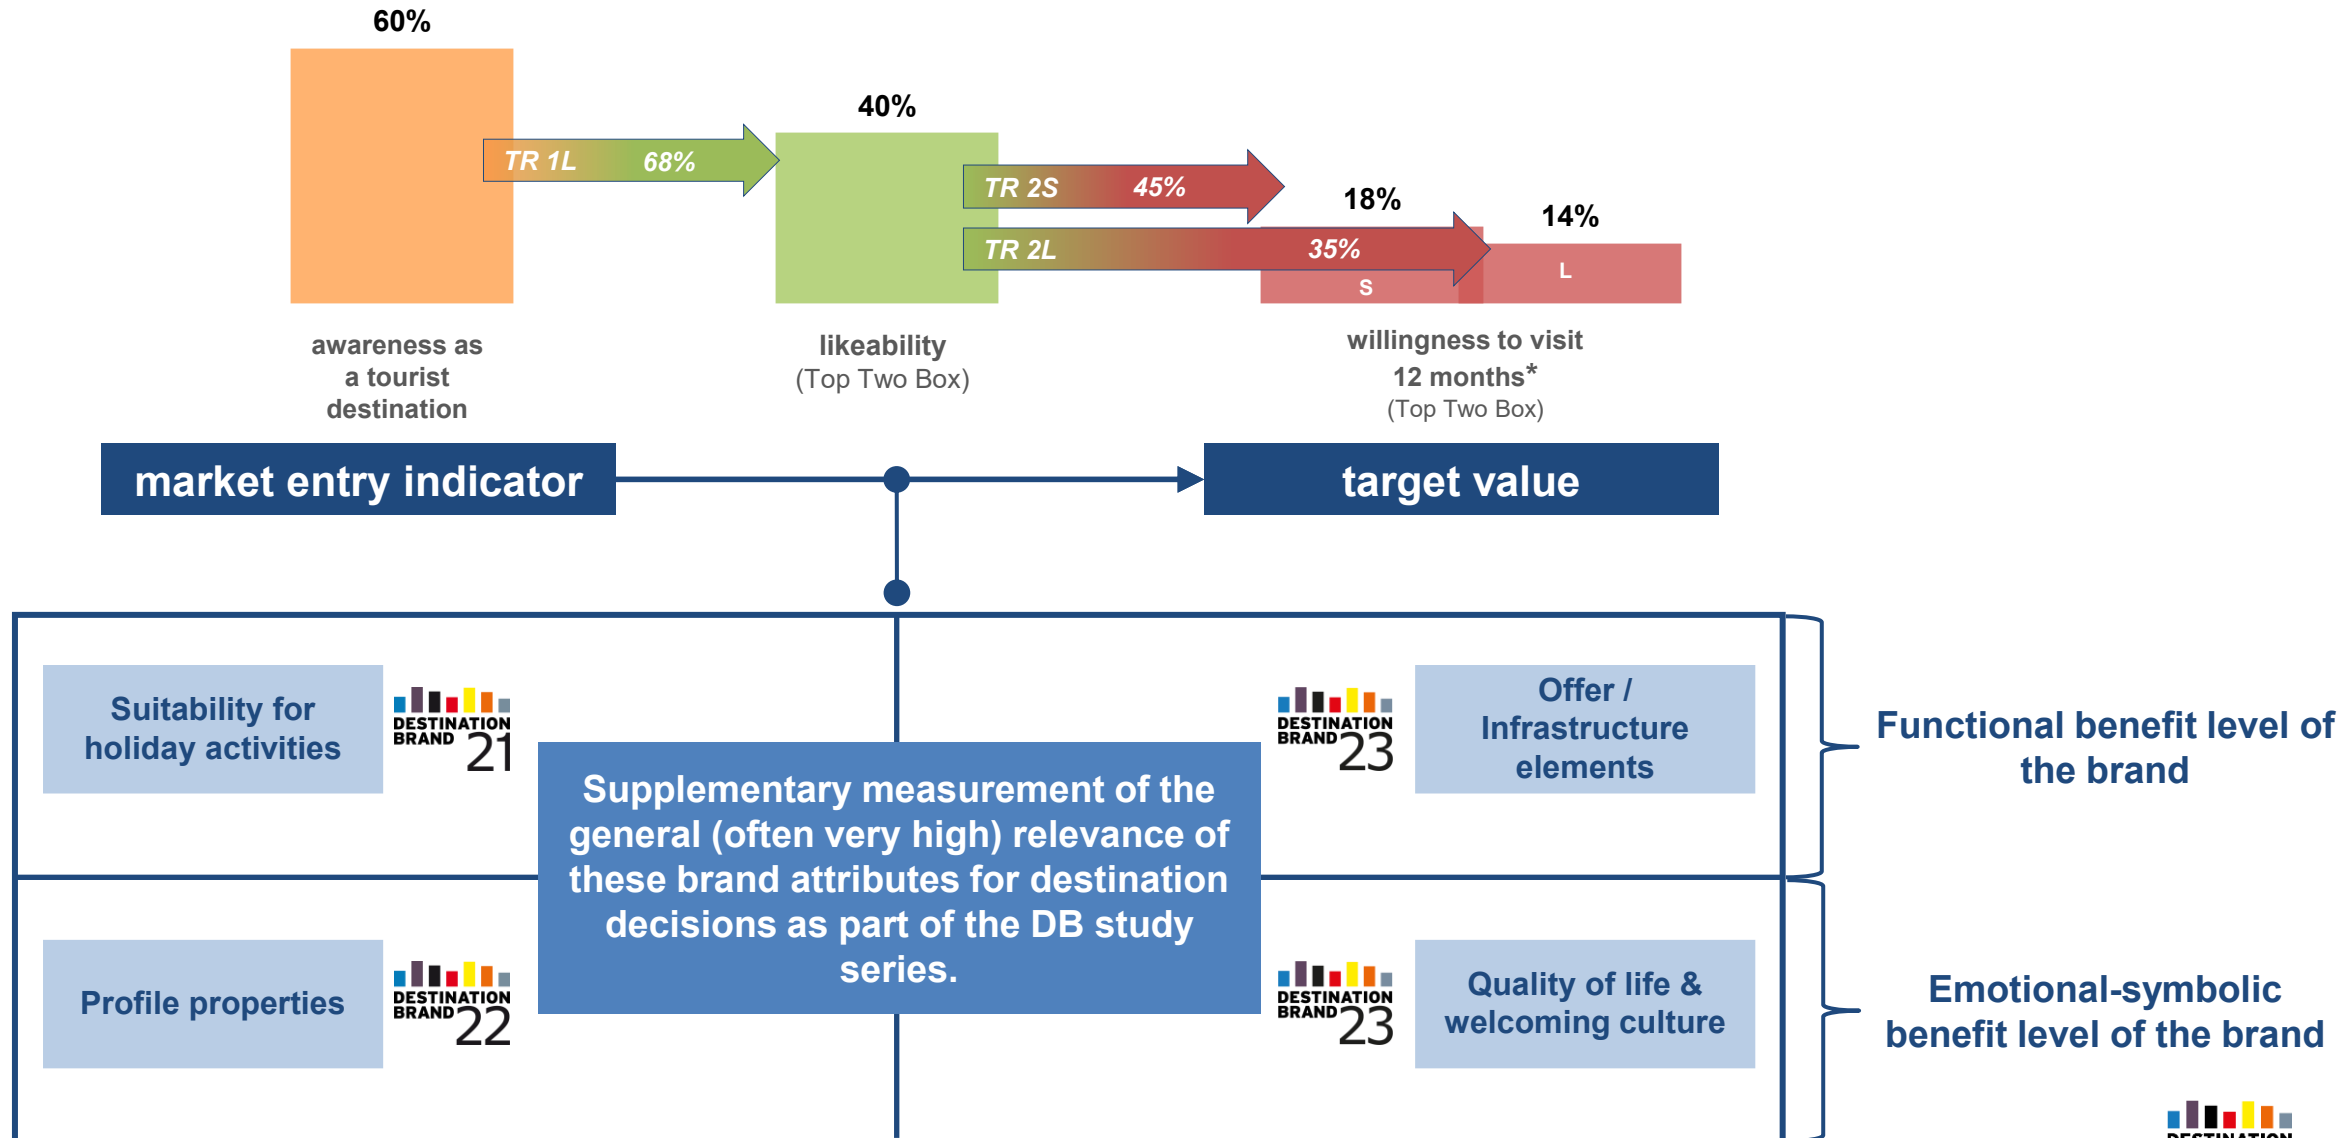 60%
40%
TR 1L 68%
TR 2S 45%
18%
14%
TR 2L 35%
L
S
awareness as
a tourist
destination
likeability
(Top Two Box)
willingness to visit
12 months*
(Top Two Box)
market entry indicator
target value
Suitability for
holiday activities
DESTINATION
BRAND 21
DESTINATION
BRAND 23
Offer /
Infrastructure
elements
Functional benefit level of
the brand
Supplementary measurement of the
general (often very high) relevance of
these brand attributes for destination
decisions as part of the DB study
series.
Profile properties
DESTINATION
BRAND 22
DESTINATION
BRAND 23
Quality of life &
welcoming culture
Emotional-symbolic
benefit level of the brand
DESTINATION